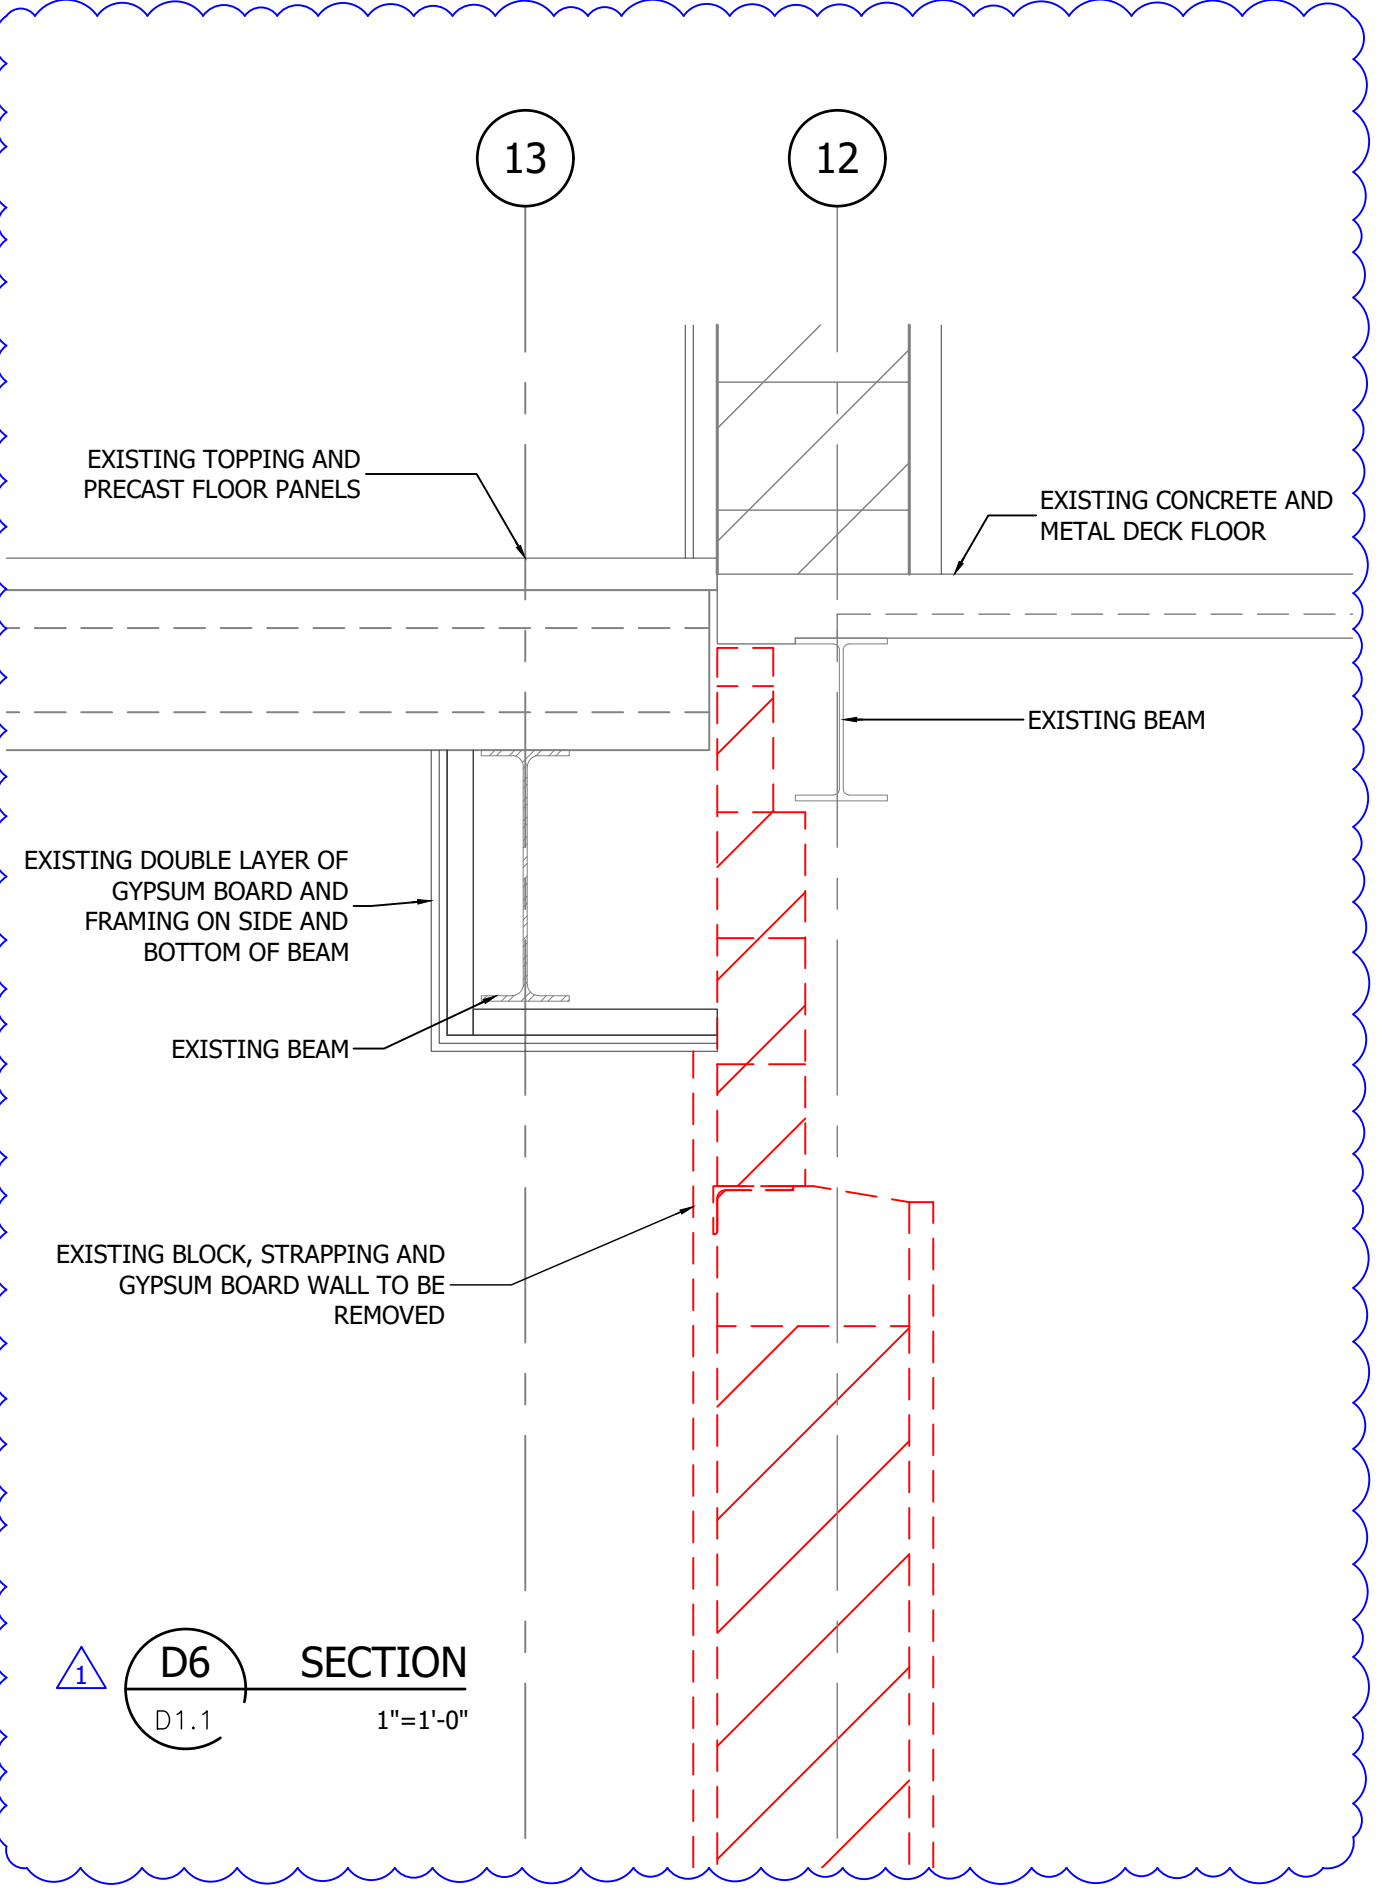 13
12
EXISTING TOPPING AND
PRECAST FLOOR PANELS
EXISTING CONCRETE AND
METAL DECK FLOOR
EXISTING BEAM
EXISTING DOUBLE LAYER OF
GYPSUM BOARD AND
FRAMING ON SIDE AND
BOTTOM OF BEAM
EXISTING BEAM
EXISTING BLOCK, STRAPPING AND
GYPSUM BOARD WALL TO BE
REMOVED
1
D6
SECTION
D1.1
1"=1'-0"